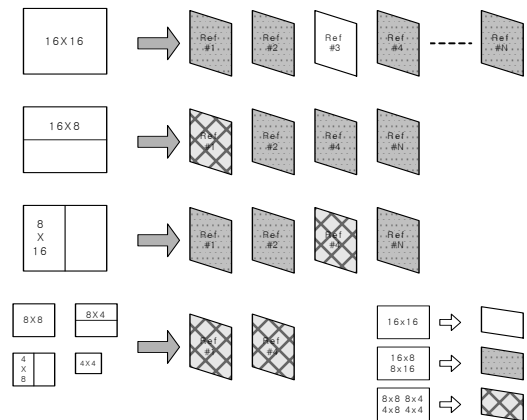 16X16
Ref #1
Ref #2
Ref #3
Ref #4
Ref #N
16X8
Ref #1
Ref #2
Ref #4
Ref #N
8
X
16
Ref #1
Ref #2
Ref #4
Ref #N
8X8
8X4
4
X
8
4X4
Ref
Ref #4
16x16
16x8
8x16
8x8 8x4
4x8 4x4